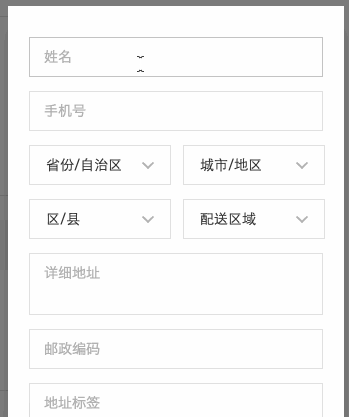 姓名
手机号
省份/自治区 城市/地区
区/县 配送区域
详细地址
邮政编码
地址标签